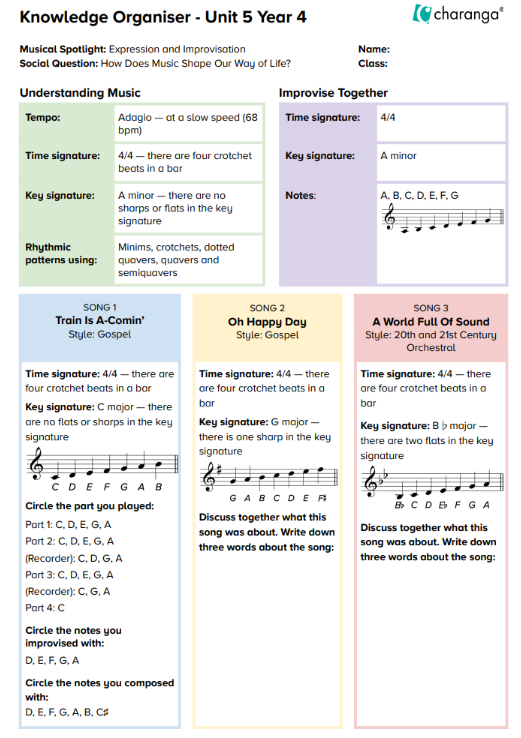 Knowledge Organiser - Unit 5 Year 4
charanga®
Musical Spotlight: Expression and Improvisation
Social Question: How Does Music Shape Our Way of Life?
Name:
Class:
Understanding Music
Tempo:
Adagio — at a slow speed (68
bpm)
Time signature:
4/4 — there are four crotchet
beats in a bar
Key signature:
A minor — there are no
sharps or flats in the key
signature
Rhythmic
patterns using:
Minims, crotchets, dotted
quavers, quavers and
semiquavers
Improvise Together
Time signature:
4/4
Key signature:
A minor
Notes:
A, B, C, D, E, F, G
SONG 1
Train Is A-Comin’
Style: Gospel
Time signature: 4/4 — there are
four crotchet beats in a bar
Key signature: C major — there
are no flats or sharps in the key
signature
C D E F G A B
Circle the part you played:
Part 1: C, D, E, G, A
Part 2: C, D, E, G, A
(Recorder): C, D, G, A
Part 3: C, D, E, G, A
(Recorder): C, G, A
Part 4: C
Circle the notes you
improvised with:
D, E, F, G, A
Circle the notes you composed
with:
D, E, F, G, A, B, C♯
SONG 2
Oh Happy Day
Style: Gospel
Time signature: 4/4 — there
are four crotchet beats in a
bar
Key signature: G major —
there is one sharp in the key
signature
G A B C D E F♯
Discuss together what this
song was about. Write down
three words about the song:
SONG 3
A World Full Of Sound
Style: 20th and 21st Century
Orchestral
Time signature: 4/4 — there
are four crotchet beats in a
bar
Key signature: B ♭ major —
there are two flats in the key
signature
B♭ C D E♭ F G A
Discuss together what this
song was about. Write down
three words about the song: